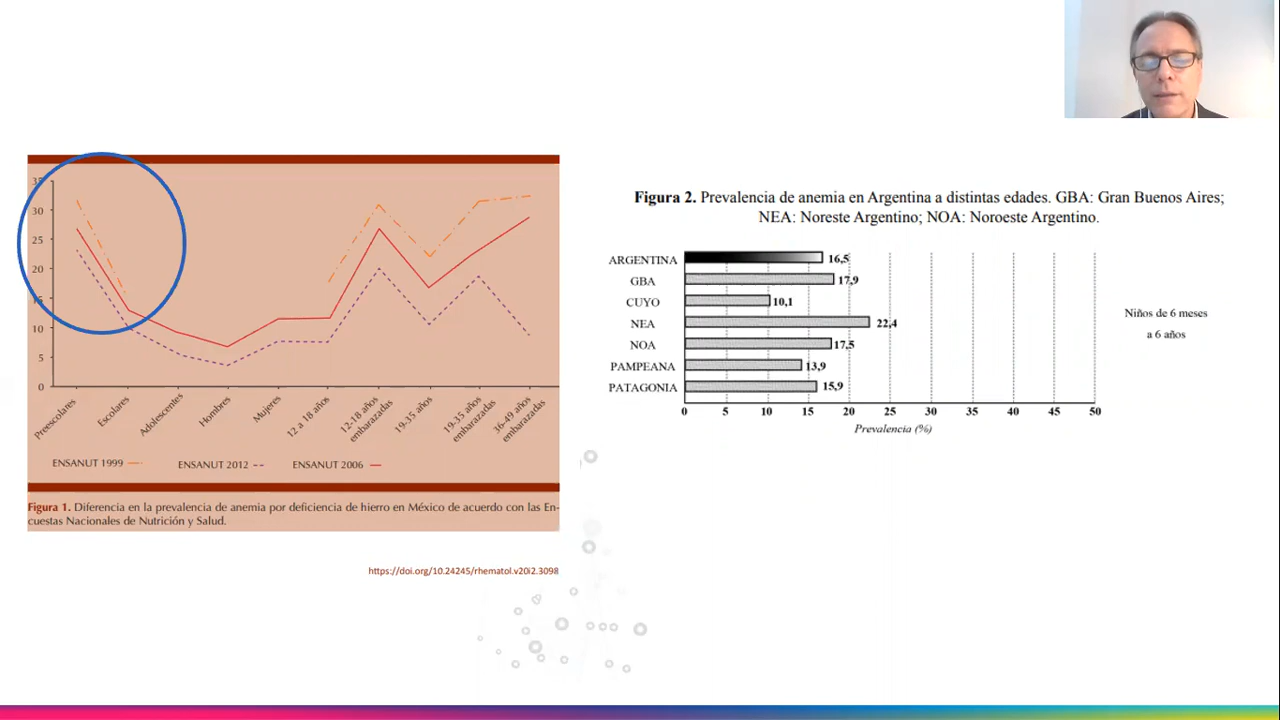 35
30
25
20
15
10
5
0
Preescolares
Escolares
Adolescentes
Hombres
Mujeres
12 a 18 años
12-18 años
embarazadas
19-35 años
19-35 años
embarazadas
36-49 años
embarazadas
ENSANUT 1999
ENSANUT 2012
ENSANUT 2006
Figura 1. Diferencia en la prevalencia de anemia por deficiencia de hierro en México de acuerdo con las En-
cuestas Nacionales de Nutrición y Salud.
https://doi.org/10.24245/rhematol.v20i2.3098
Figura 2. Prevalencia de anemia en Argentina a distintas edades. GBA: Gran Buenos Aires;
NEA: Noreste Argentino; NOA: Noroeste Argentino.
ARGENTINA 16,5
GBA 17,9
CUYO 10,1
NEA 22,4
NOA 17,5
PAMPEANA 13,9
PATAGONIA 15,9
0 5 10 15 20 25 30 35 40 45 50
Prevalencia (%)
Niños de 6 meses
a 6 años